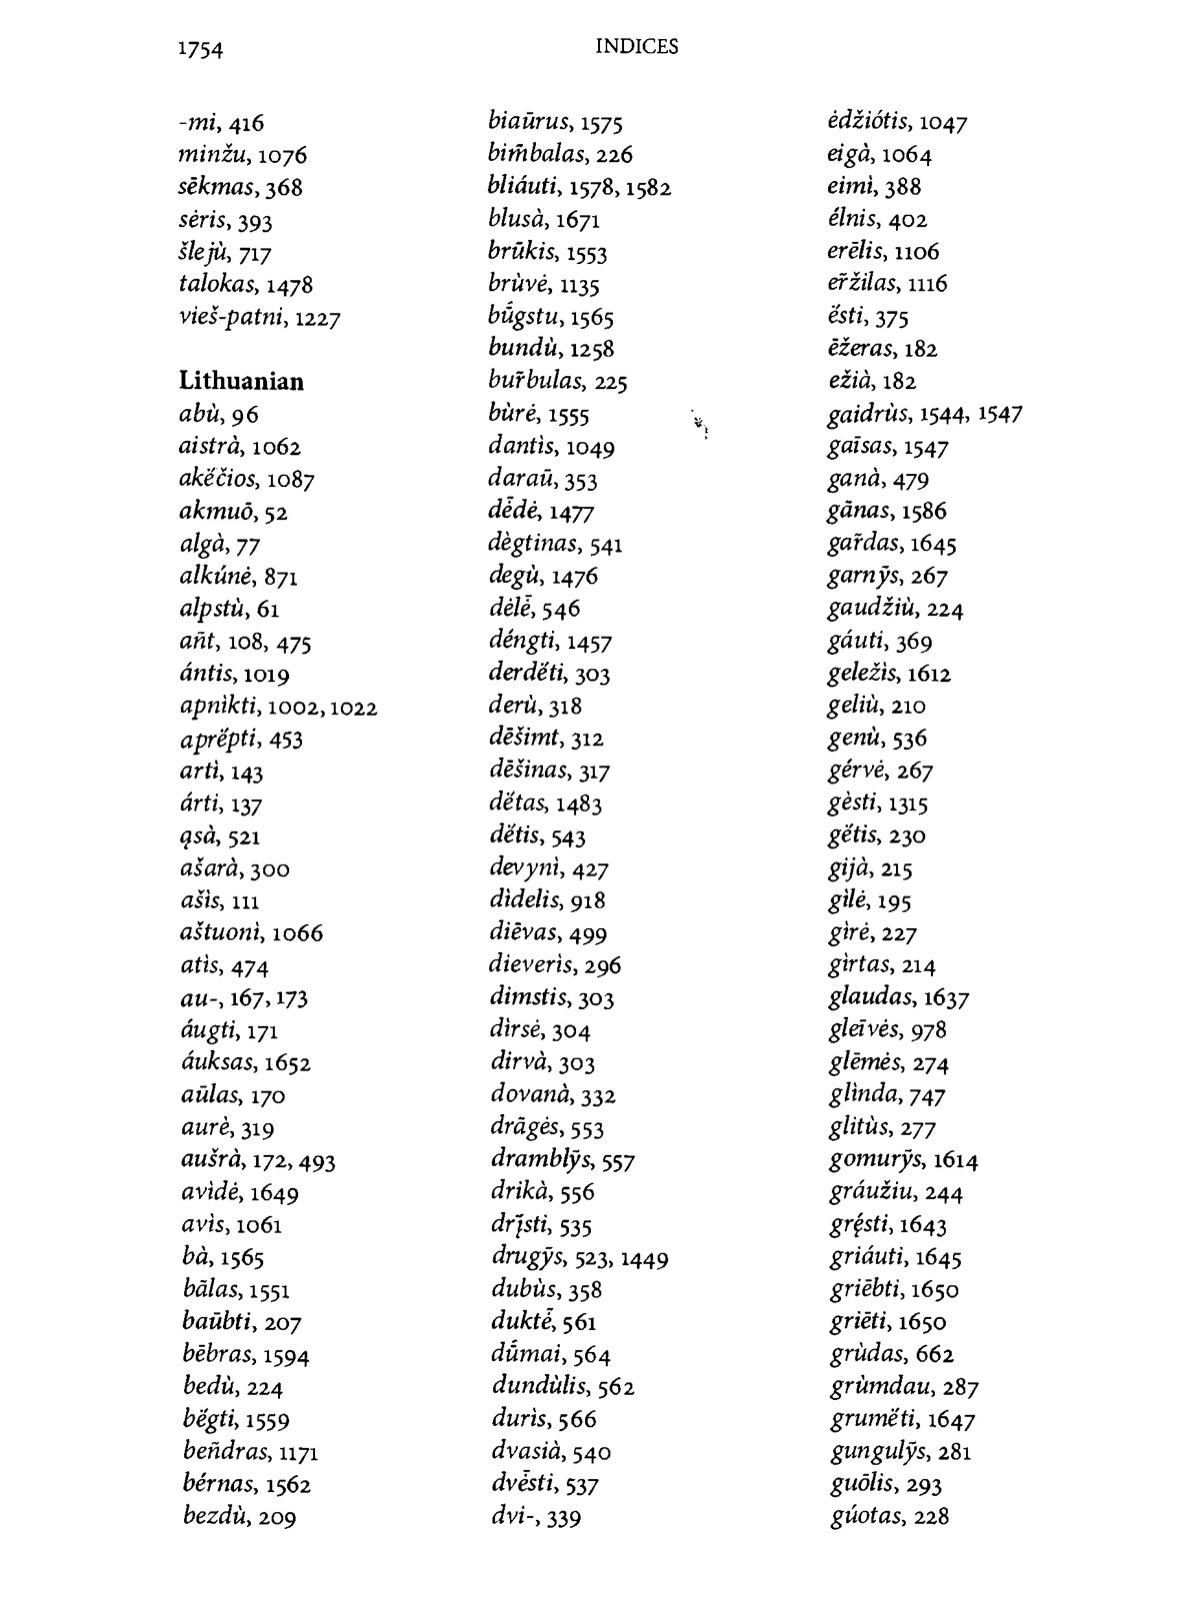 1754
INDICES
-mi, 416
minžu, 1076
sēkmas, 368
sėris, 393
šlejù, 717
talokas, 1478
vieš-patni, 1227
Lithuanian
abù, 96
aistrà, 1062
akė́čios, 1087
akmuõ, 52
algà, 77
alkū́nė, 871
alpstù, 61
añt, 108, 475
ántis, 1019
apnìkti, 1002, 1022
aprė́pti, 453
artì, 143
árti, 137
ąsà, 521
ašarà, 300
ašìs, 111
aštuonì, 1066
atìs, 474
au-, 167, 173
áugti, 171
áuksas, 1652
aũlas, 170
aurè, 319
aušrà, 172, 493
avìdė, 1649
avìs, 1061
bà, 1565
bãlas, 1551
baũbti, 207
bēbras, 1594
bedù, 224
bė́gti, 1559
beñdras, 1171
bérnas, 1562
bezdù, 209
biaũrus, 1575
bim̃balas, 226
bliáuti, 1578, 1582
blusà, 1671
brūkis, 1553
brùvė, 1135
bū́gstu, 1565
bundù, 1258
bur̃bulas, 225
bùrė, 1555
dantìs, 1049
daraũ, 353
dė̃dė, 1477
dègtinas, 541
degù, 1476
dėlė̃, 546
déngti, 1457
derdė́ti, 303
derù, 318
dēšimt, 312
dēšinas, 317
dė́tas, 1483
dė́tis, 543
devynì, 427
dìdelis, 918
diēvas, 499
dieverìs, 296
dimstis, 303
dìrsė, 304
dirvà, 303
dovanà, 332
drãgės, 553
dramblỹs, 557
drikà, 556
drį̃sti, 535
drugỹs, 523, 1449
dubùs, 358
duktė̃, 561
dū́mai, 564
dundùlis, 562
durìs, 566
dvasià, 540
dvė̃sti, 537
dvi-, 339
ėdžiótis, 1047
eigà, 1064
eimì, 388
élnis, 402
erēlis, 1106
er̃žilas, 1116
ė́sti, 375
ēžeras, 182
ežià, 182
gaidrùs, 1544, 1547
gaĩsas, 1547
ganà, 479
gãnas, 1586
gar̃das, 1645
garnỹs, 267
gaudžiù, 224
gáuti, 369
geležìs, 1612
geliù, 210
genù, 536
gérvė, 267
gèsti, 1315
gė́tis, 230
gijà, 215
gìlė, 195
gìrė, 227
gìrtas, 214
glaudas, 1637
gleĩvės, 978
glēmės, 274
glìnda, 747
glitùs, 277
gomurỹs, 1614
gráužiu, 244
grę́sti, 1643
griáuti, 1645
griēbti, 1650
griēti, 1650
grùdas, 662
grùmdau, 287
grumė́ti, 1647
gungulỹs, 281
guõlis, 293
gúotas, 228